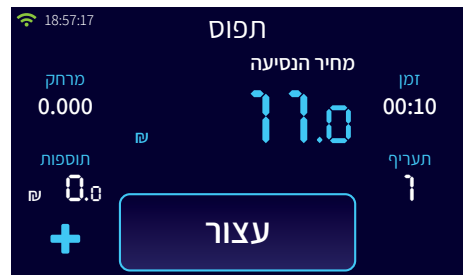 18:57:17
תפוס
מחיר הנסיעה
זמן
00:10
11.0 ₪
מרחק
0.000
תעריף
1
תוספות
0.0 ₪
עצור
+